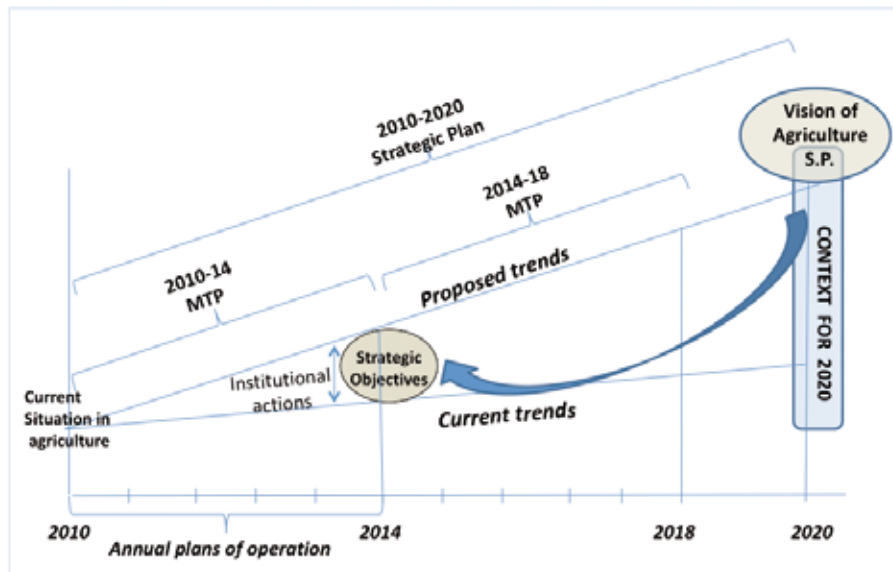 2010-2020
Strategic Plan
Vision of
Agriculture
S.P.
2014-18
MTP
2010-14
MTP
Proposed trends
CONTEXT FOR 2020
Strategic
Objectives
Institutional
actions
Current
Situation in
agriculture
Current trends
2010
2014
2018
2020
Annual plans of operation